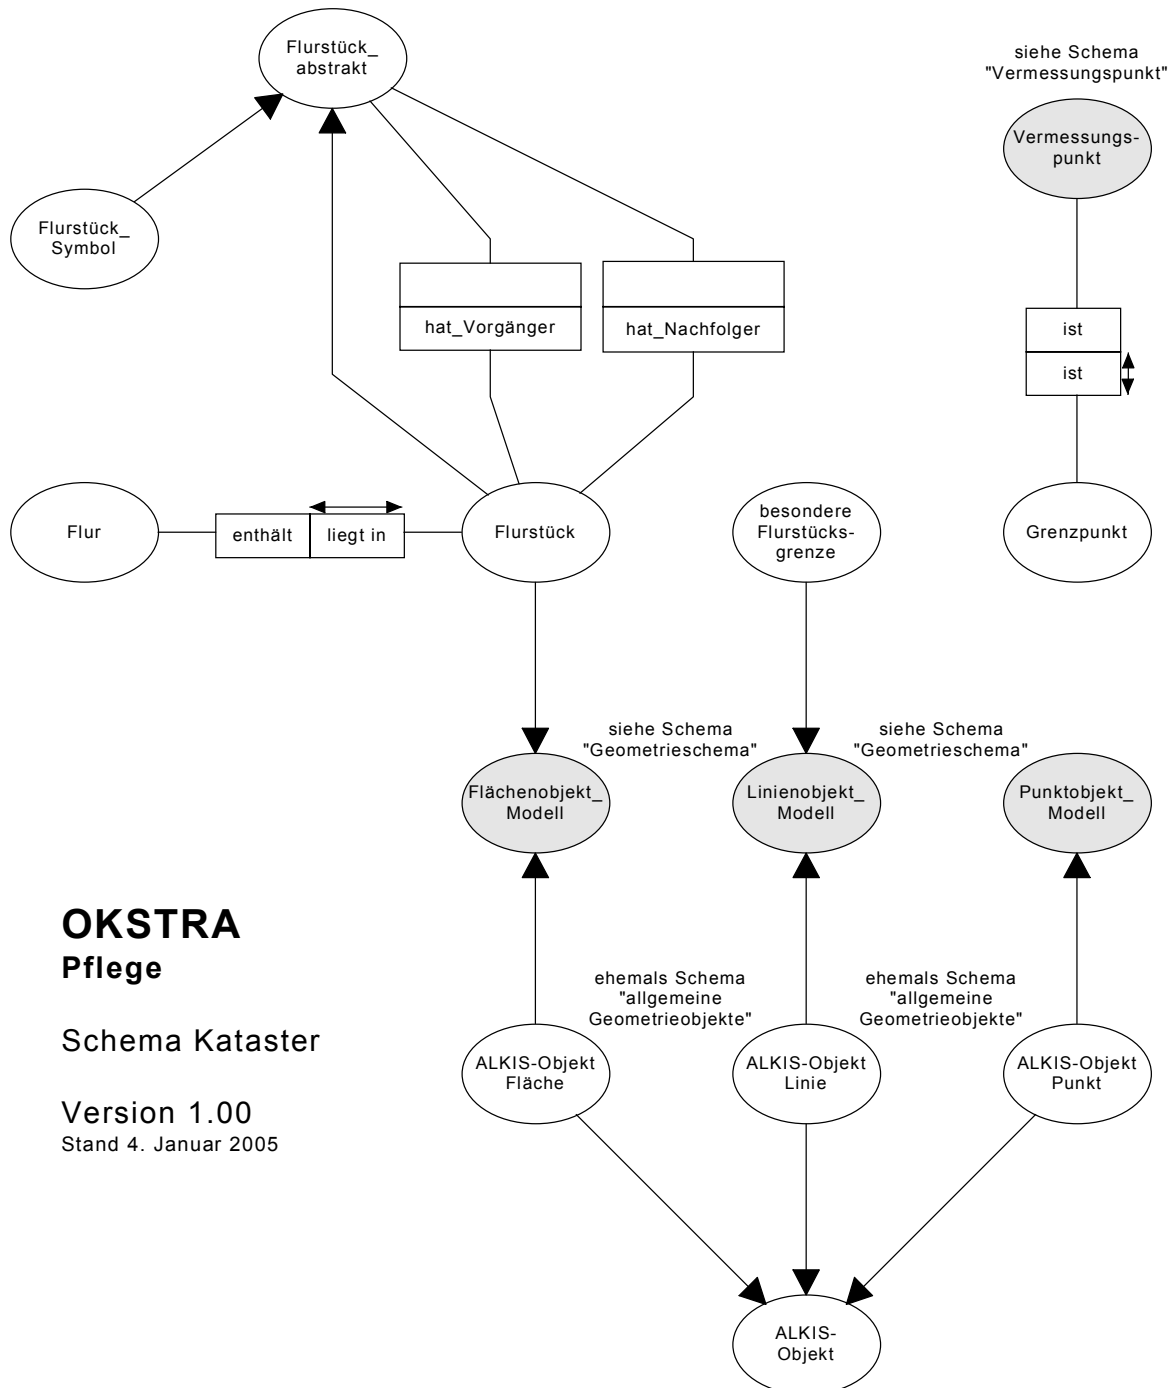 Flurstück_
abstrakt
siehe Schema
"Vermessungspunkt"
Vermessungs-
punkt
Flurstück_
Symbol
hat_Vorgänger
hat_Nachfolger
ist
ist
Flur
enthält
liegt in
Flurstück
besondere
Flurstücks-
grenze
Grenzpunkt
siehe Schema
"Geometrieschema"
siehe Schema
"Geometrieschema"
Flächenobjekt_
Modell
Linienobjekt_
Modell
Punktobjekt_
Modell
OKSTRA
Pflege
Schema Kataster
Version 1.00
Stand 4. Januar 2005
ehemals Schema
"allgemeine
Geometrieobjekte"
ehemals Schema
"allgemeine
Geometrieobjekte"
ALKIS-Objekt
Fläche
ALKIS-Objekt
Linie
ALKIS-Objekt
Punkt
ALKIS-
Objekt